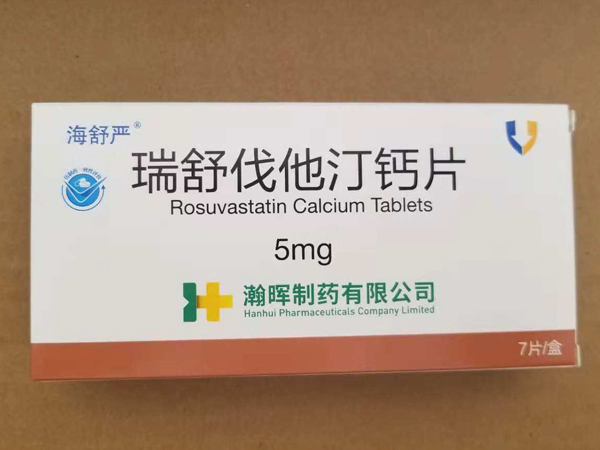 海舒严®
瑞舒伐他汀钙片
Rosuvastatin Calcium Tablets
5mg
瀚晖制药有限公司
Hanhui Pharmaceuticals Company Limited
7片/盒